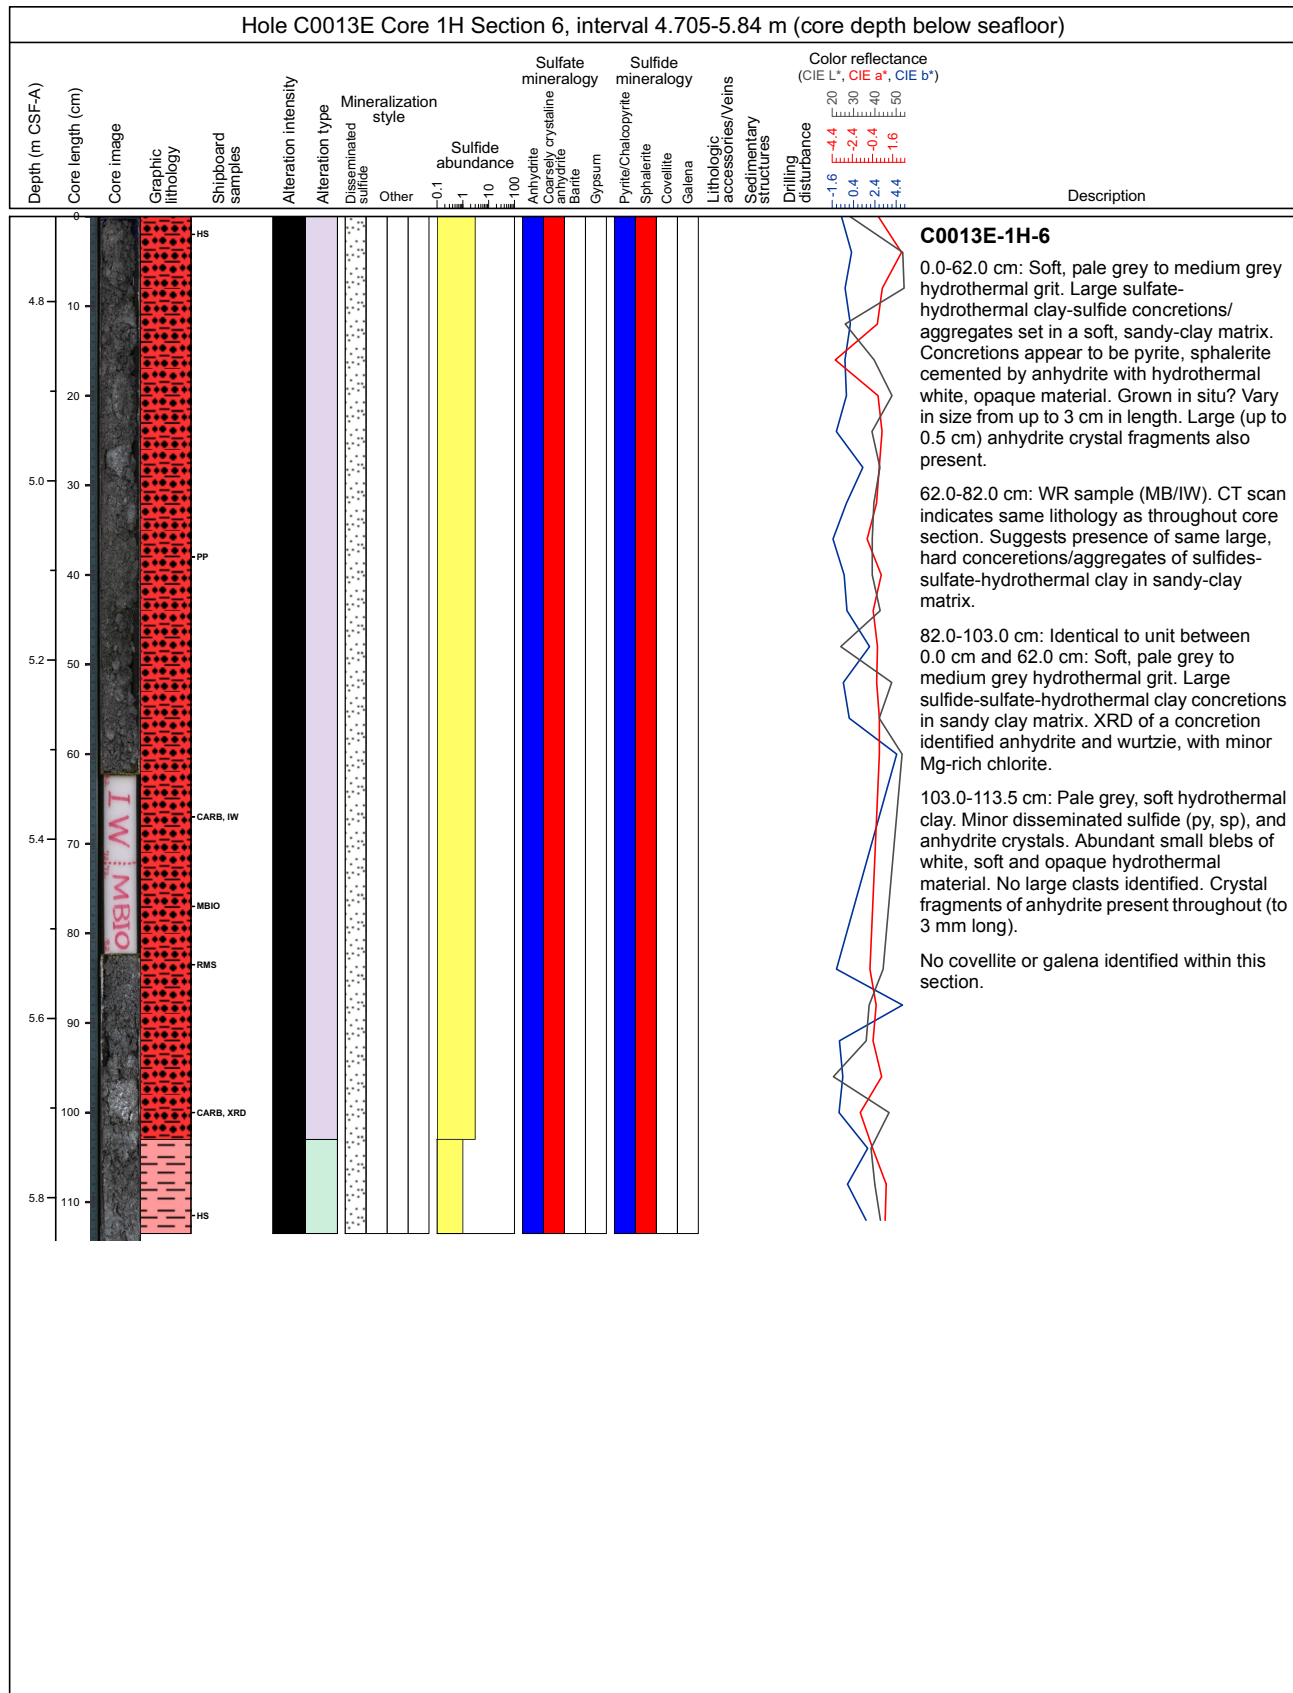 Hole C0013E Core 1H Section 6, interval 4.705-5.84 m (core depth below seafloor)
Depth (m CSF-A)
Core length (cm)
Core image
Graphic
lithology
Shipboard
samples
Alteration intensity
Alteration type
Mineralization
style
Disseminated
sulfide
Other
Sulfide
abundance
0.1
1
10
100
Sulfate
mineralogy
Anhydrite
Coarsely crystaline
anhydrite
Barite
Gypsum
Sulfide
mineralogy
Pyrite/Chalcopyrite
Sphalerite
Covellite
Galena
Lithologic
accessories/Veins
Sedimentary
structures
Drilling
disturbance
Color reflectance
(CIE L*, CIE a*, CIE b*)
20 30 40 50
-4.4 -2.4 -0.4 1.6
-1.6 0.4 2.4 4.4
Description
4.8
5.0
5.2
5.4
5.6
5.8
0
10
20
30
40
50
60
70
80
90
100
110
I W
MBIO
HS
PP
CARB, IW
MBIO
RMS
CARB, XRD
HS
C0013E-1H-6
0.0-62.0 cm: Soft, pale grey to medium grey
hydrothermal grit. Large sulfate-
hydrothermal clay-sulfide concretions/
aggregates set in a soft, sandy-clay matrix.
Concretions appear to be pyrite, sphalerite
cemented by anhydrite with hydrothermal
white, opaque material. Grown in situ? Vary
in size from up to 3 cm in length. Large (up to
0.5 cm) anhydrite crystal fragments also
present.
62.0-82.0 cm: WR sample (MB/IW). CT scan
indicates same lithology as throughout core
section. Suggests presence of same large,
hard conceretions/aggregates of sulfides-
sulfate-hydrothermal clay in sandy-clay
matrix.
82.0-103.0 cm: Identical to unit between
0.0 cm and 62.0 cm: Soft, pale grey to
medium grey hydrothermal grit. Large
sulfide-sulfate-hydrothermal clay concretions
in sandy clay matrix. XRD of a concretion
identified anhydrite and wurtzie, with minor
Mg-rich chlorite.
103.0-113.5 cm: Pale grey, soft hydrothermal
clay. Minor disseminated sulfide (py, sp), and
anhydrite crystals. Abundant small blebs of
white, soft and opaque hydrothermal
material. No large clasts identified. Crystal
fragments of anhydrite present throughout (to
3 mm long).
No covellite or galena identified within this
section.